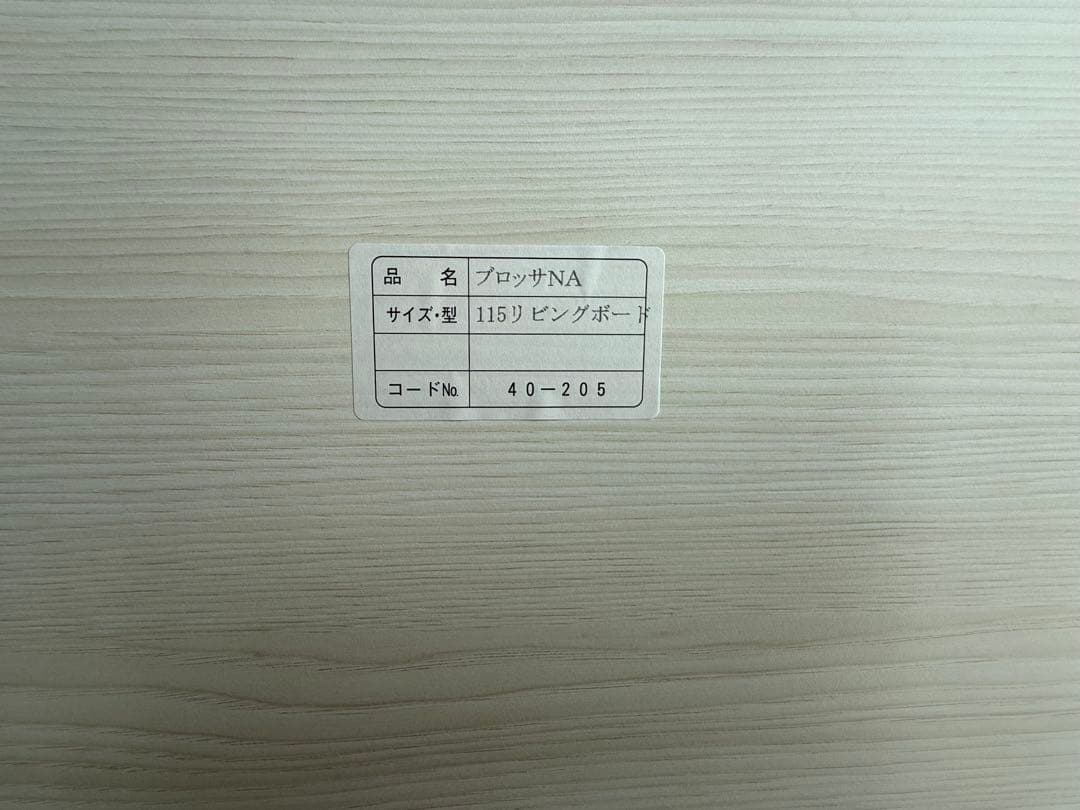 品 名 ブロッサNA
サイズ・型 115リビングボード
コードNo. 40-205